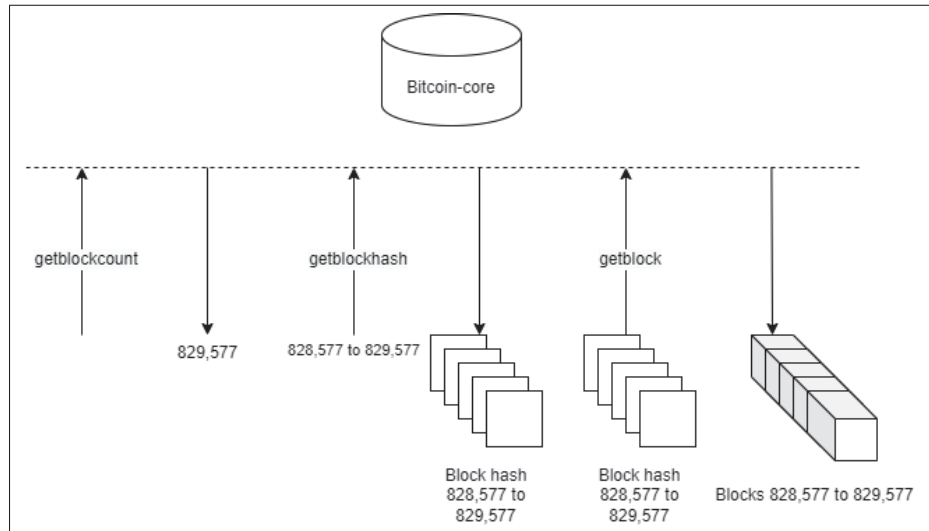 Bitcoin-core
getblockcount
getblockhash
getblock
829,577
828,577 to 829,577
Block hash
828,577 to
829,577
Block hash
828,577 to
829,577
Blocks 828,577 to 829,577